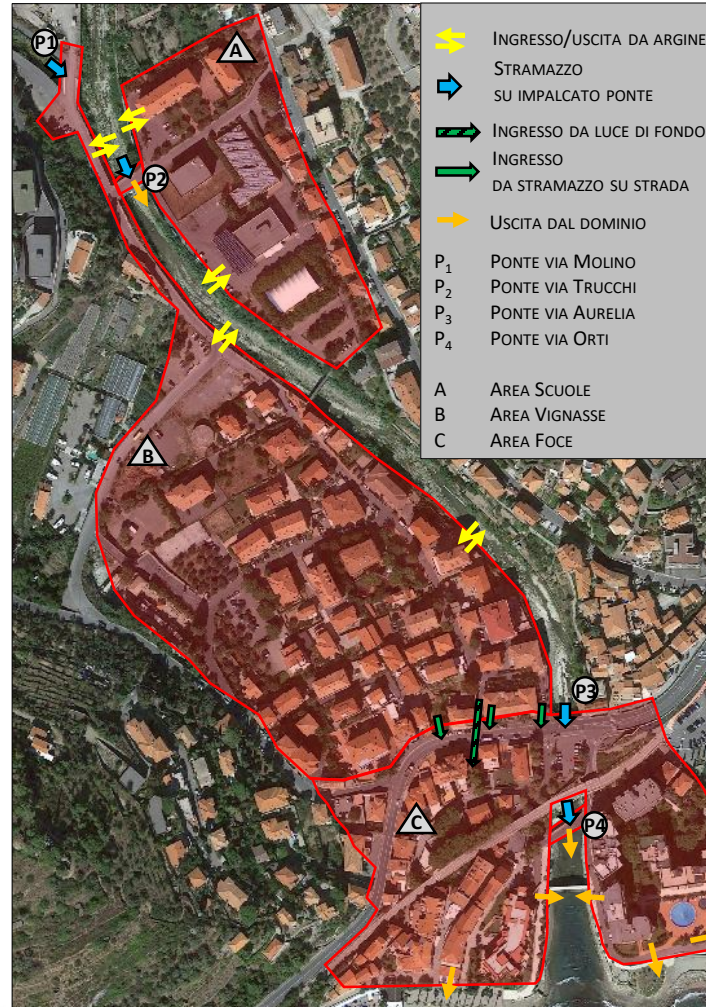 P1
A
P2
B
P3
C
P4
INGRESSO/USCITA DA ARGINE
STRAMAZZO
SU IMPALCATO PONTE
INGRESSO DA LUCE DI FONDO
INGRESSO
DA STRAMAZZO SU STRADA
USCITA DAL DOMINIO
P1 PONTE VIA MOLINO
P2 PONTE VIA TRUCCHI
P3 PONTE VIA AURELIA
P4 PONTE VIA ORTI
A AREA SCUOLE
B AREA VIGNASSE
C AREA FOCE